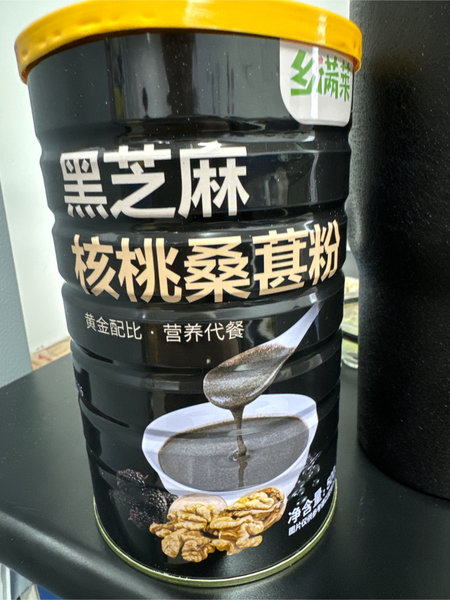 乡满菜
黑芝麻
核桃桑葚粉
黄金配比·营养代餐
净含量: